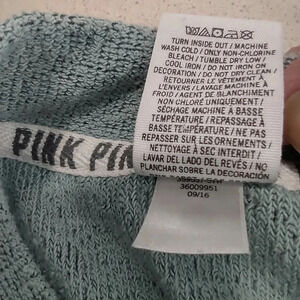 TURN INSIDE OUT / MACHINE
WASH COLD / ONLY NON-CHLORINE
BLEACH / TUMBLE DRY LOW /
COOL IRON / DO NOT IRON ON
DECORATION / DO NOT DRY CLEAN /
RETOURNER LE VÊTEMENT À
L'ENVERS / LAVAGE MACHINE À
FROID / AGENT DE BLANCHIMENT
NON CHLORÉ UNIQUEMENT /
SÉCHAGE MACHINE À BASSE
TEMPÉRATURE / REPASSAGE À
BASSE TEMPÉRATURE / NE PAS
REPASSER SUR LES ORNEMENTS /
NETTOYAGE À SEC INTERDIT /
LAVAR DEL LADO DEL REVÉS / NO
PLANCHAR SOBRE LA DECORACIÓN
PINK PIN
36009951
09/16